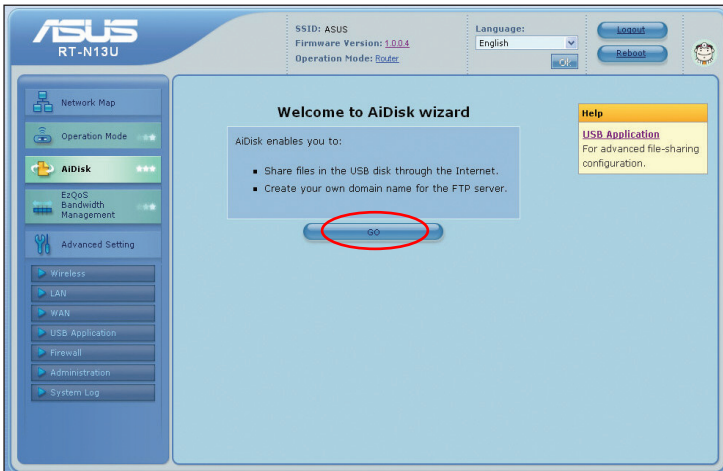 ASUS
RT-N13U
SSID: ASUS
Firmware Version: 1.0.0.4
Operation Mode: Router
Language:
English
OK
Logout
Reboot
Network Map
Operation Mode
AiDisk
EzQoS
Bandwidth
Management
Advanced Setting
Wireless
LAN
WAN
USB Application
Firewall
Administration
System Log
Welcome to AiDisk wizard
AiDisk enables you to:
Share files in the USB disk through the Internet.
Create your own domain name for the FTP server.
GO
Help
USB Application
For advanced file-sharing
configuration.